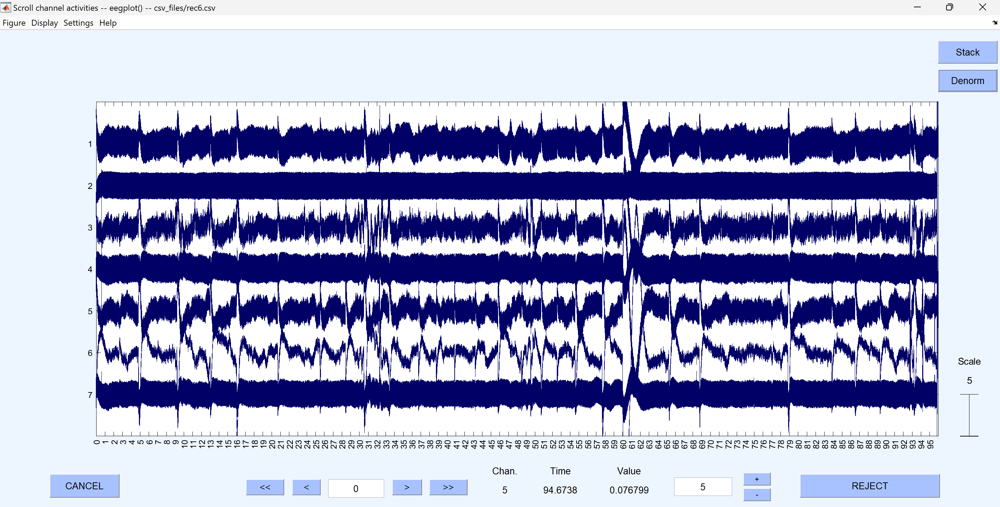 Scroll channel activities -- eegplot() -- csv_files/rec6.csv
Figure Display Settings Help
Stack
Denorm
1
2
3
4
5
6
7
0 1 2 3 4 5 6 7 8 9 10 11 12 13 14 15 16 17 18 19 20 21 22 23 24 25 26 27 28 29 30 31 32 33 34 35 36 37 38 39 40 41 42 43 44 45 46 47 48 49 50 51 52 53 54 55 56 57 58 59 60 61 62 63 64 65 66 67 68 69 70 71 72 73 74 75 76 77 78 79 80 81 82 83 84 85 86 87 88 89 90 91 92 93 94 95
Scale
5
Chan. Time Value
CANCEL << < 0 > >> 5 94.6738 0.076799 5 + - REJECT